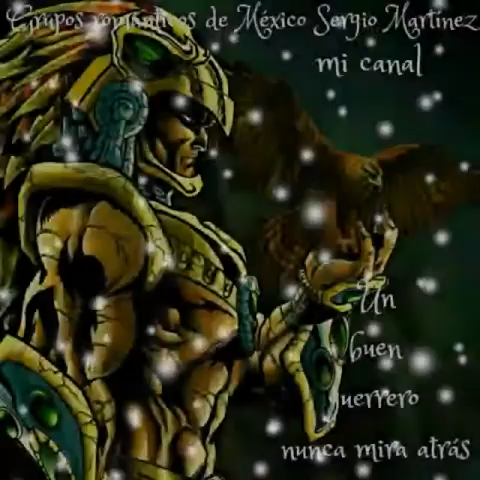 Grupos románticos de México Sergio Martínez
mi canal
Un
buen
guerrero
nunca mira atrás